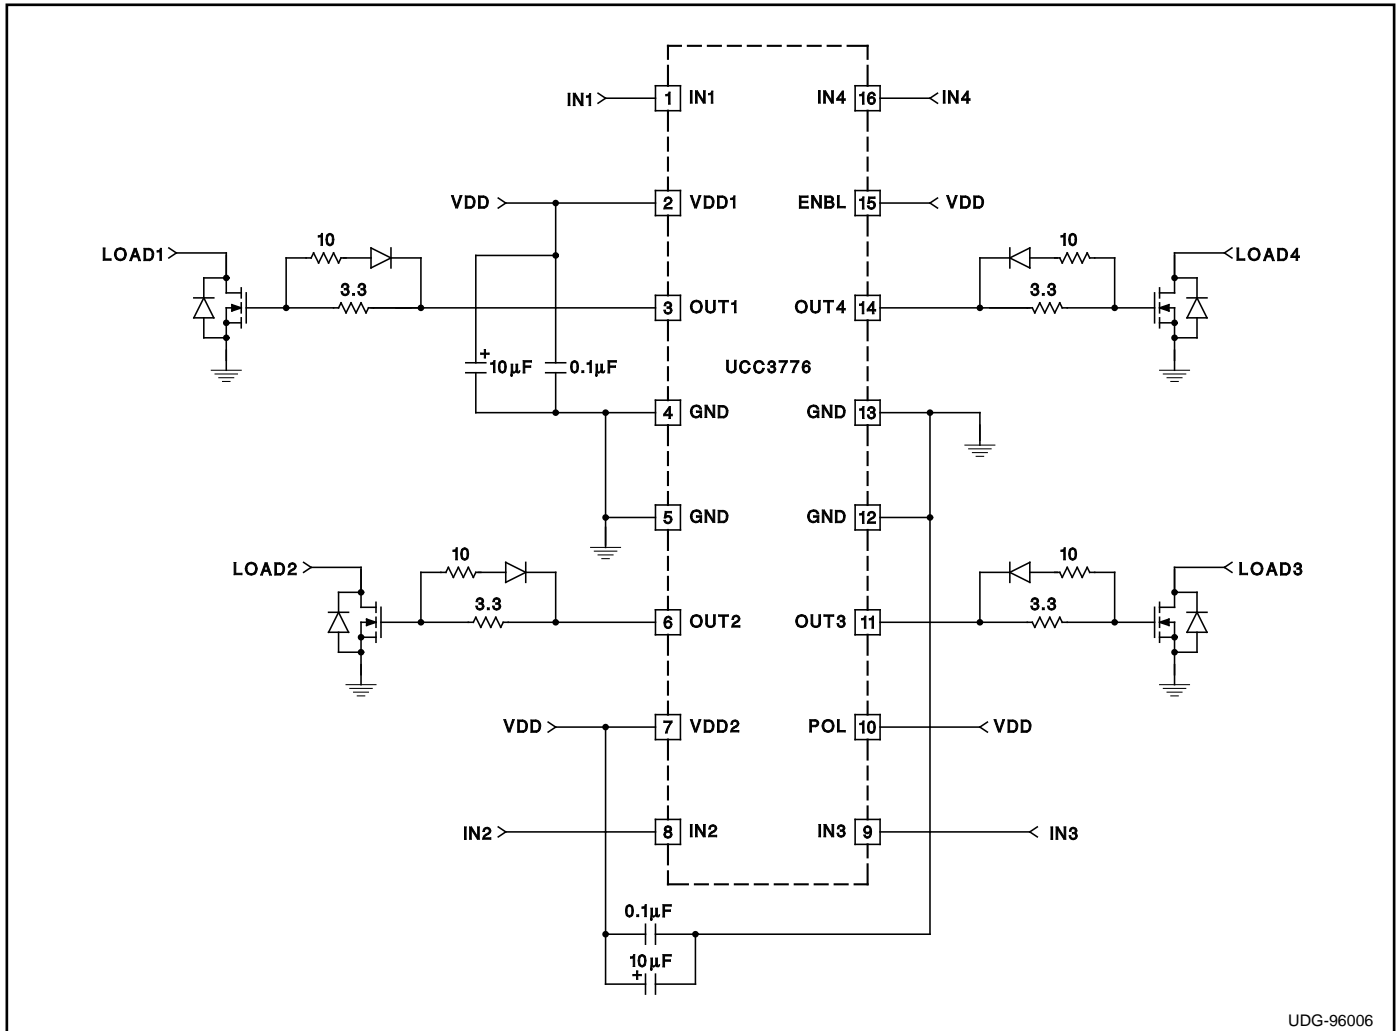 IN1 1 IN1 IN4 16 IN4
VDD 2 VDD1 ENBL 15 VDD
LOAD1 10 10 LOAD4
3.3 3 OUT1 OUT4 14 3.3
+ 10µF 0.1µF UCC3776
4 GND GND 13
5 GND GND 12
LOAD2 10 10 LOAD3
3.3 6 OUT2 OUT3 11 3.3
VDD 7 VDD2 POL 10 VDD
IN2 8 IN2 IN3 9 IN3
0.1µF
10µF
+
UDG-96006